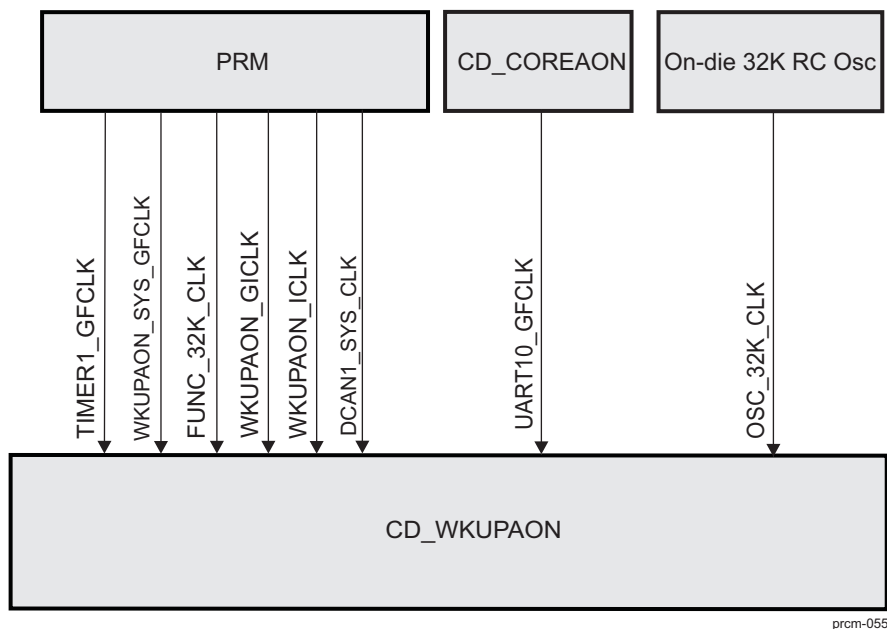 PRM
CD_COREAON
On-die 32K RC Osc
TIMER1_GFCLK
WKUPAON_SYS_GFCLK
FUNC_32K_CLK
WKUPAON_GICLK
WKUPAON_ICLK
DCAN1_SYS_CLK
UART10_GFCLK
OSC_32K_CLK
CD_WKUPAON
prcm-055